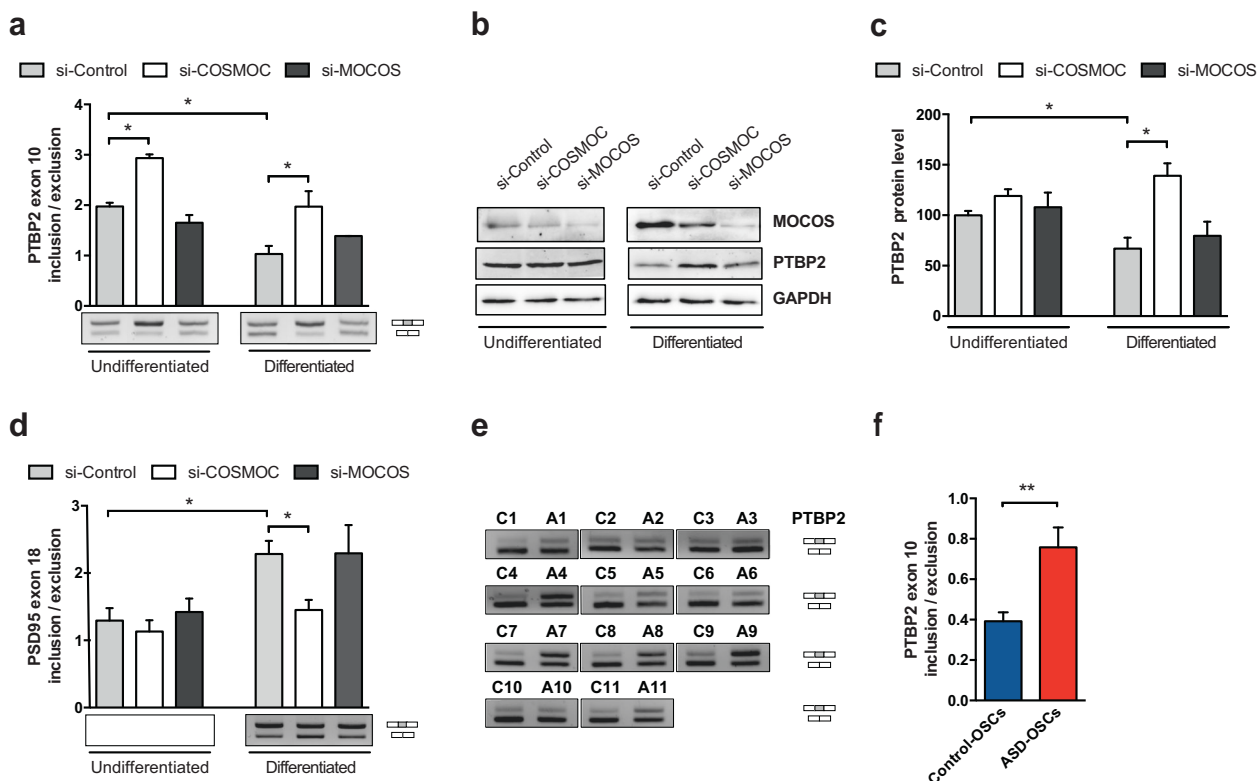 a
si-Control si-COSMOC si-MOCOS
PTBP2 exon 10
inclusion / exclusion
4
3
2
1
0
*
*
*
Undifferentiated
Differentiated
b
si-Control
si-COSMOC
si-MOCOS
si-Control
si-COSMOC
si-MOCOS
MOCOS
PTBP2
GAPDH
Undifferentiated
Differentiated
c
si-Control si-COSMOC si-MOCOS
PTBP2 protein level
200
150
100
50
0
*
*
Undifferentiated
Differentiated
d
si-Control si-COSMOC si-MOCOS
PSD95 exon 18
inclusion / exclusion
3
2
1
0
*
*
Undifferentiated
Differentiated
e
C1 A1 C2 A2 C3 A3 PTBP2
C4 A4 C5 A5 C6 A6
C7 A7 C8 A8 C9 A9
C10 A10 C11 A11
f
PTBP2 exon 10
inclusion / exclusion
1.0
0.8
0.6
0.4
0.2
0.0
**
Control-OSCs
ASD-OSCs